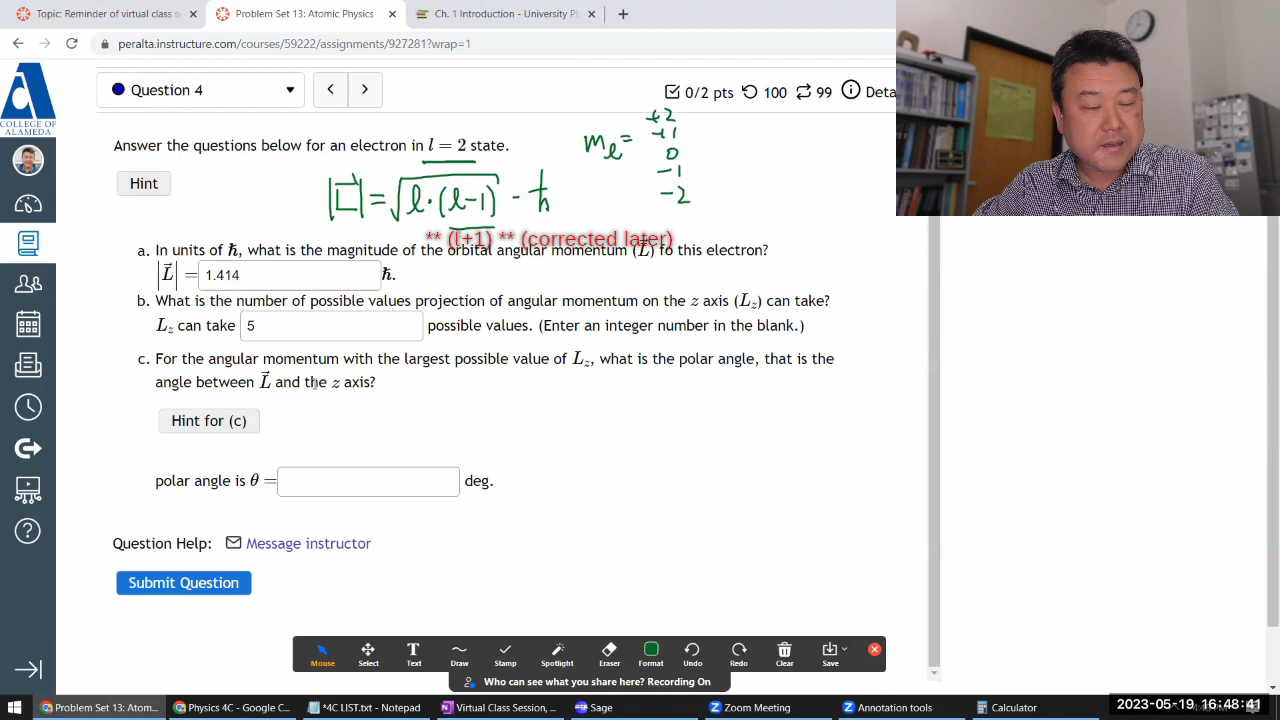 Topic: Reminder of virtual class s
Problem Set 13: Atomic Physics
Ch. 1 Introduction - University Ph
peralta.instructure.com/courses/59222/assignments/927281?wrap=1
COLLEGE OF
ALAMEDA
Question 4
0/2 pts 100 99 Deta
Answer the questions below for an electron in l = 2 state.
Hint
|L⃗| = √l·(l-1) - ħ
mℓ = +2
+1
0
-1
-2
** (ℓ+1) ** (corrected later)
a. In units of ħ, what is the magnitude of the orbital angular momentum (L⃗) fo this electron?
|L⃗| = 1.414 ħ.
b. What is the number of possible values projection of angular momentum on the z axis (Lz) can take?
Lz can take 5 possible values. (Enter an integer number in the blank.)
c. For the angular momentum with the largest possible value of Lz, what is the polar angle, that is the
angle between L⃗ and the z axis?
Hint for (c)
polar angle is θ = deg.
Question Help: Message instructor
Submit Question
Mouse Select Text Draw Stamp Spotlight Eraser Format Undo Redo Clear Save
Who can see what you share here? Recording On
Problem Set 13: Atomi...
Physics 4C - Google C...
*4C LIST.txt - Notepad
Virtual Class Session, ...
Sage
Zoom Meeting
Annotation tools
Calculator
2023-05-19 16:48:41